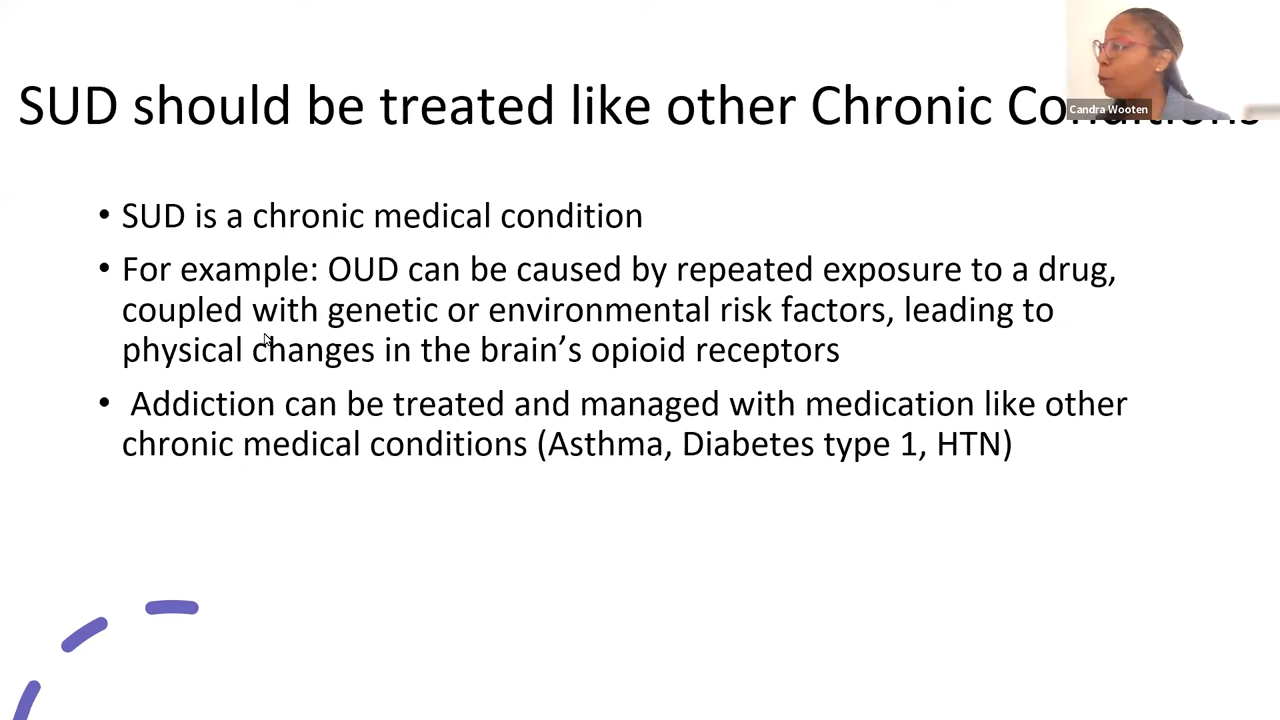 SUD should be treated like other Chronic Conditions
Candra Wooten
• SUD is a chronic medical condition
• For example: OUD can be caused by repeated exposure to a drug,
coupled with genetic or environmental risk factors, leading to
physical changes in the brain’s opioid receptors
• Addiction can be treated and managed with medication like other
chronic medical conditions (Asthma, Diabetes type 1, HTN)